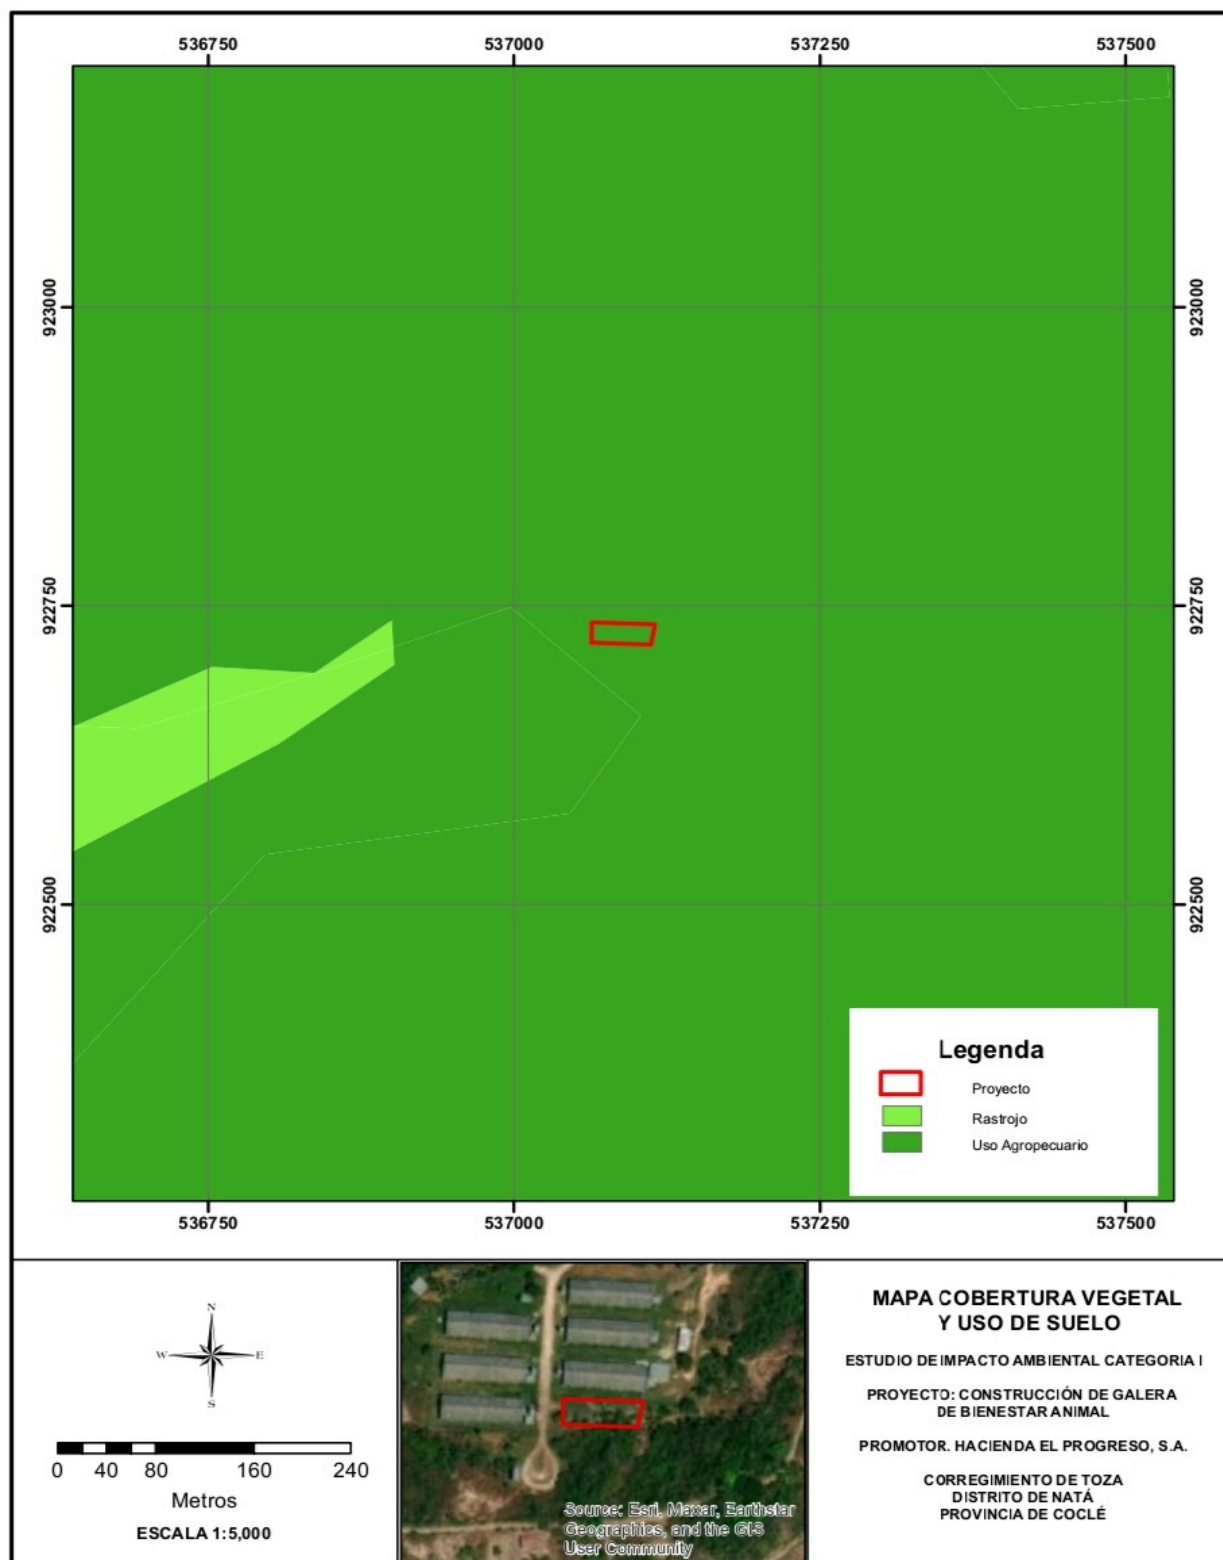 536750 537000 537250 537500
923000 923000
922750 922750
922500 922500
Legenda
Proyecto
Rastrojo
Uso Agropecuario
536750 537000 537250 537500
N
W E
S
0 40 80 160 240
Metros
ESCALA 1:5,000
Source: Esri, Maxar, Earthstar
Geographics, and the GIS
User Community
MAPA COBERTURA VEGETAL
Y USO DE SUELO
ESTUDIO DE IMPACTO AMBIENTAL CATEGORIA I
PROYECTO: CONSTRUCCIÓN DE GALERA
DE BIENESTAR ANIMAL
PROMOTOR. HACIENDA EL PROGRESO, S.A.
CORREGIMIENTO DE TOZA
DISTRITO DE NATÁ
PROVINCIA DE COCLÉ